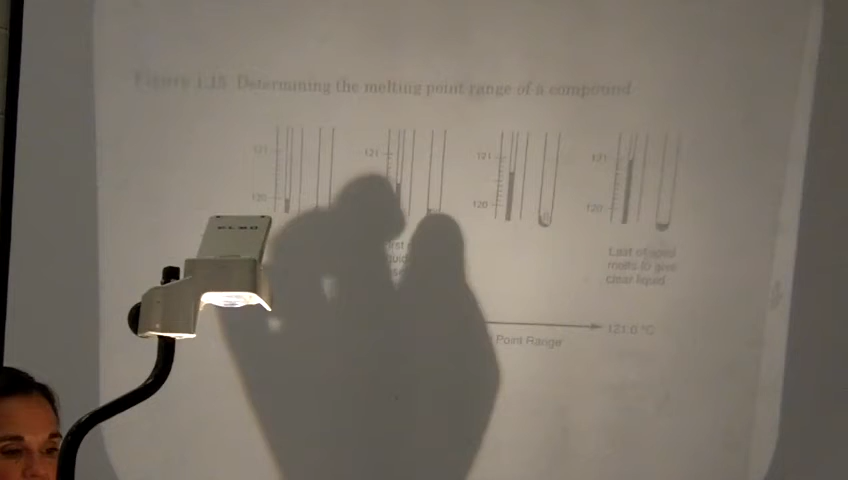 Figure 1.15 Determining the melting point range of a compound
121
121
121
121
120
120
120
Last of solid
melts to give
clear liquid
121.0 °C
Point Range
ELMO